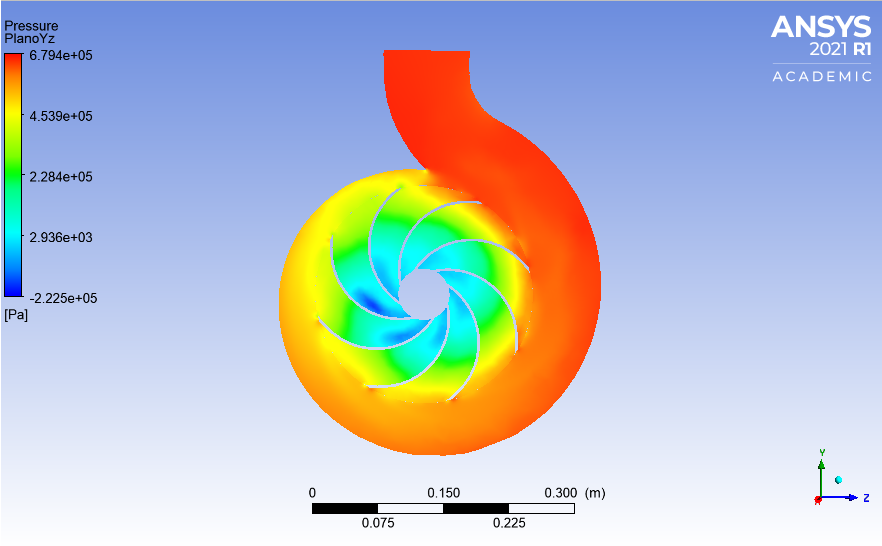 Pressure
PlanoYz
6.794e+05
4.539e+05
2.284e+05
2.936e+03
-2.225e+05
[Pa]
ANSYS
2021 R1
ACADEMIC
0 0.150 0.300 (m)
0.075 0.225
Y
Z